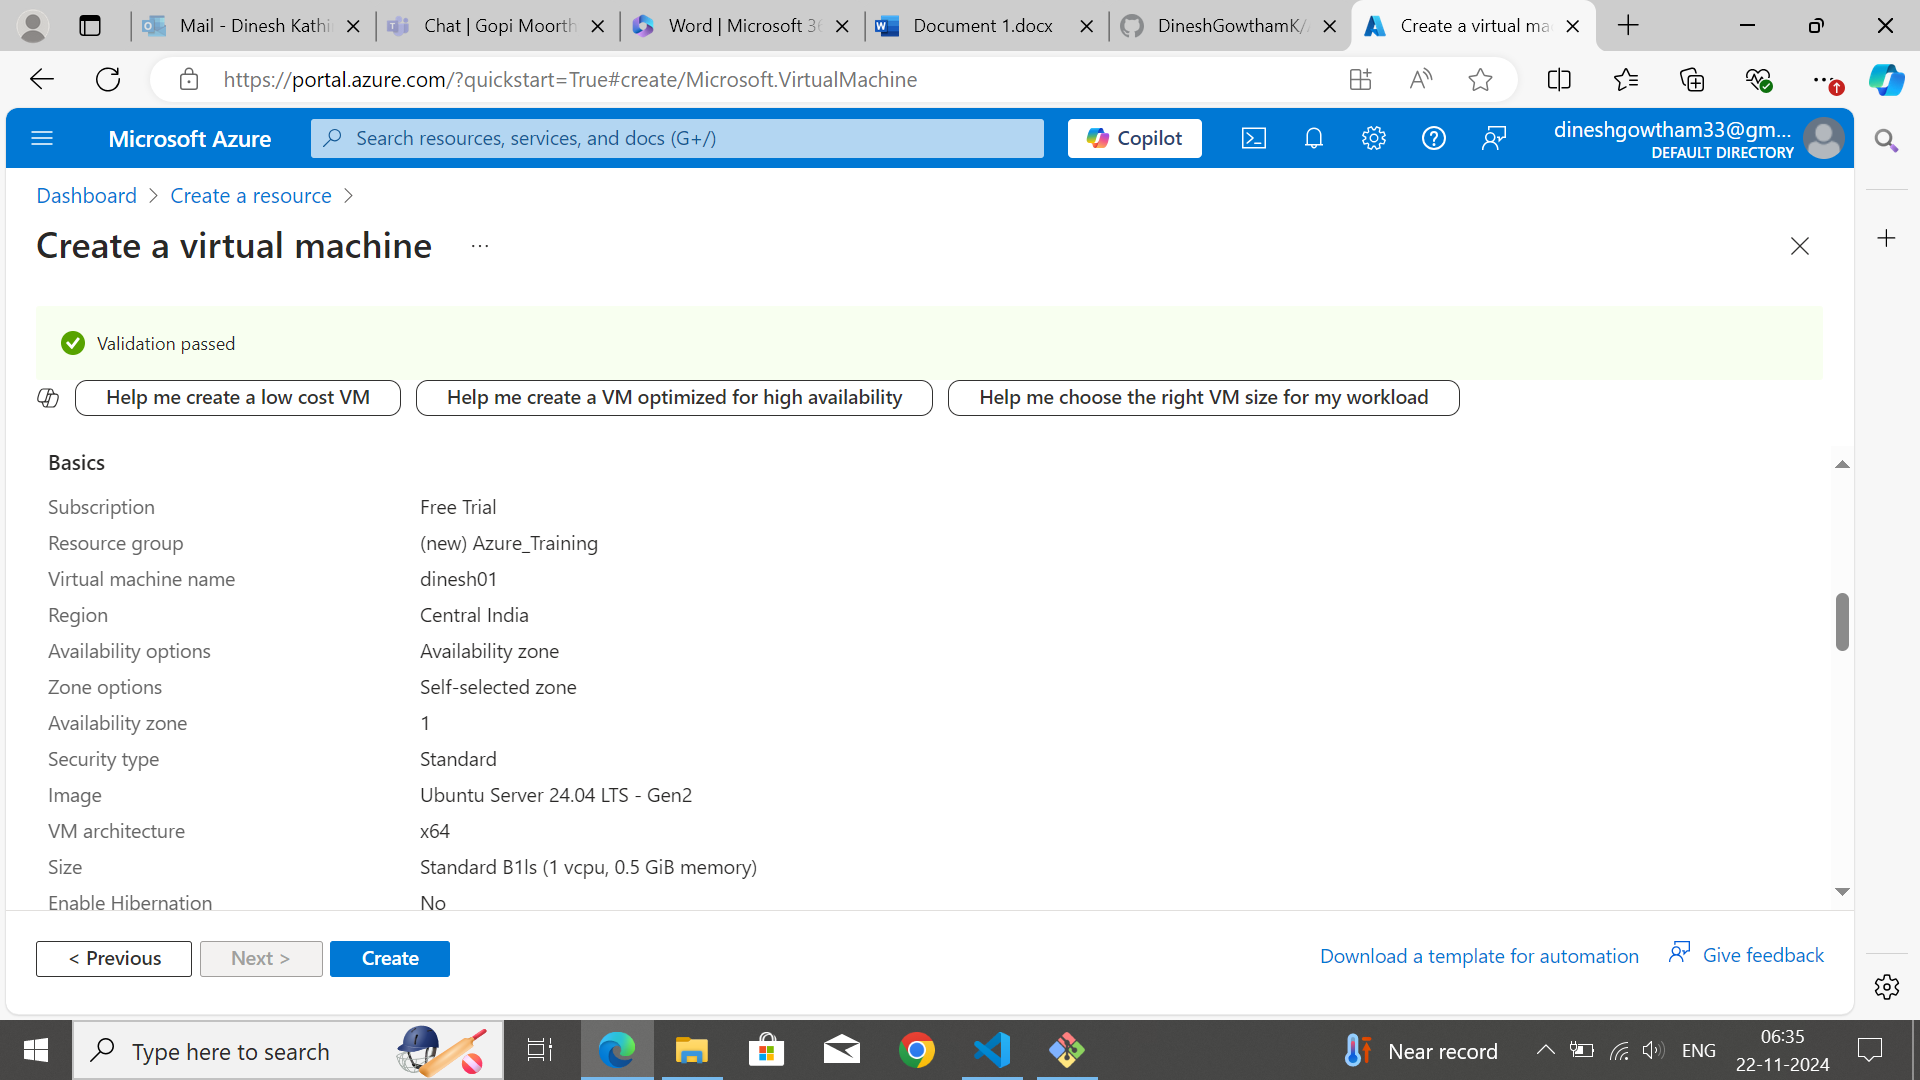 Mail - Dinesh Kathi
Chat | Gopi Moorth
Word | Microsoft 36
Document 1.docx
DineshGowthamK/
Create a virtual ma
https://portal.azure.com/?quickstart=True#create/Microsoft.VirtualMachine
Microsoft Azure
Search resources, services, and docs (G+/)
Copilot
dineshgowtham33@gm...
DEFAULT DIRECTORY
Dashboard > Create a resource >
Create a virtual machine ...
Validation passed
Help me create a low cost VM
Help me create a VM optimized for high availability
Help me choose the right VM size for my workload
Basics
Subscription Free Trial
Resource group (new) Azure_Training
Virtual machine name dinesh01
Region Central India
Availability options Availability zone
Zone options Self-selected zone
Availability zone 1
Security type Standard
Image Ubuntu Server 24.04 LTS - Gen2
VM architecture x64
Size Standard B1ls (1 vcpu, 0.5 GiB memory)
Enable Hibernation No
< Previous
Next >
Create
Download a template for automation
Give feedback
Type here to search
Near record
ENG
06:35
22-11-2024